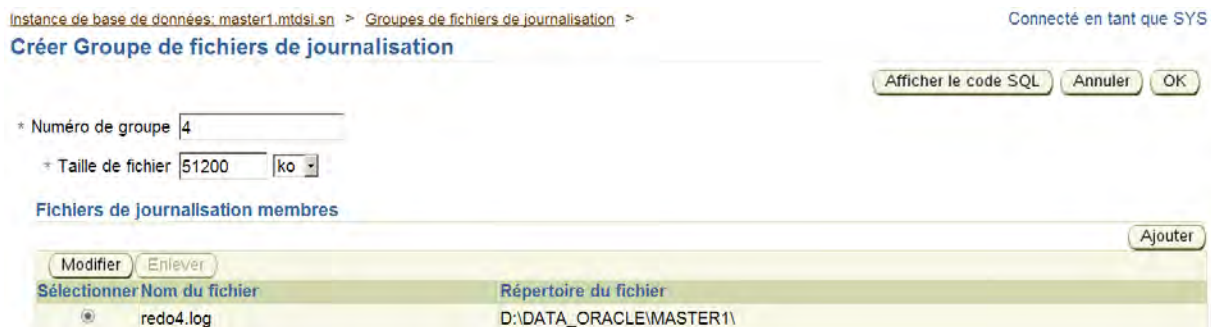 Instance de base de données: master1.mtdsi.sn > Groupes de fichiers de journalisation >
Connecté en tant que SYS
Créer Groupe de fichiers de journalisation
Afficher le code SQL Annuler OK
* Numéro de groupe 4
* Taille de fichier 51200 ko
Fichiers de journalisation membres
Ajouter
Modifier Enlever
Sélectionner Nom du fichier Répertoire du fichier
redo4.log D:\DATA_ORACLE\MASTER1\